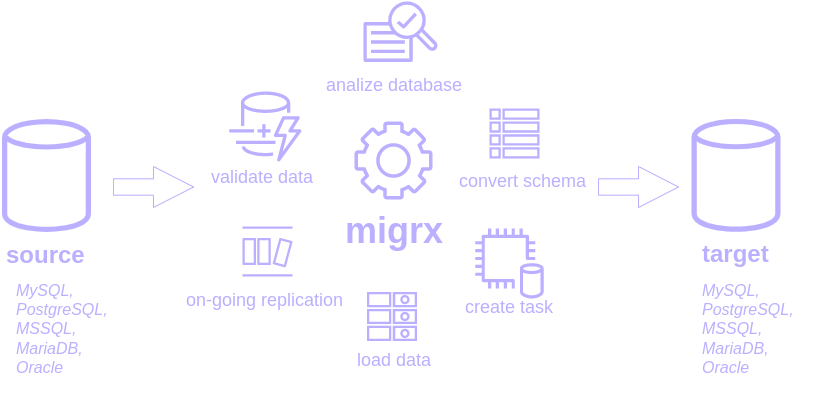 analize database
validate data
convert schema
migrx
source
target
MySQL,
PostgreSQL,
MSSQL,
MariaDB,
Oracle
on-going replication
create task
load data
MySQL,
PostgreSQL,
MSSQL,
MariaDB,
Oracle